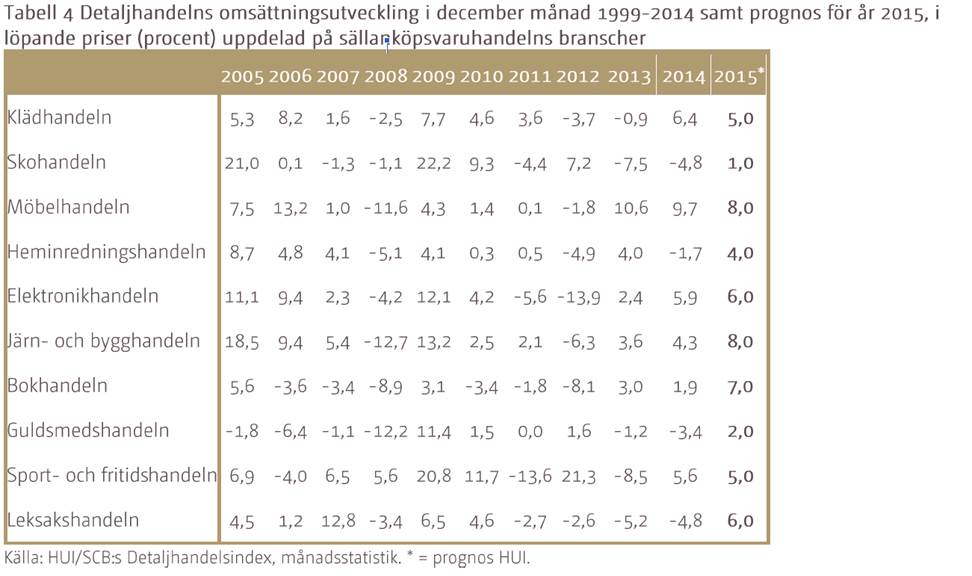 Tabell 4 Detaljhandelns omsättningsutveckling i december månad 1999-2014 samt prognos för år 2015, i
löpande priser (procent) uppdelad på sällanköpsvaruhandelns branscher
2005 2006 2007 2008 2009 2010 2011 2012 2013 2014 2015*
Klädhandeln 5,3 8,2 1,6 -2,5 7,7 4,6 3,6 -3,7 -0,9 6,4 5,0
Skohandeln 21,0 0,1 -1,3 -1,1 22,2 9,3 -4,4 7,2 -7,5 -4,8 1,0
Möbelhandeln 7,5 13,2 1,0 -11,6 4,3 1,4 0,1 -1,8 10,6 9,7 8,0
Heminredningshandeln 8,7 4,8 4,1 -5,1 4,1 0,3 0,5 -4,9 4,0 -1,7 4,0
Elektronikhandeln 11,1 9,4 2,3 -4,2 12,1 4,2 -5,6 -13,9 2,4 5,9 6,0
Järn- och bygghandeln 18,5 9,4 5,4 -12,7 13,2 2,5 2,1 -6,3 3,6 4,3 8,0
Bokhandeln 5,6 -3,6 -3,4 -8,9 3,1 -3,4 -1,8 -8,1 3,0 1,9 7,0
Guldsmedshandeln -1,8 -6,4 -1,1 -12,2 11,4 1,5 0,0 1,6 -1,2 -3,4 2,0
Sport- och fritidshandeln 6,9 -4,0 6,5 5,6 20,8 11,7 -13,6 21,3 -8,5 5,6 5,0
Leksakshandeln 4,5 1,2 12,8 -3,4 6,5 4,6 -2,7 -2,6 -5,2 -4,8 6,0
Källa: HUI/SCB:s Detaljhandelsindex, månadsstatistik. * = prognos HUI.